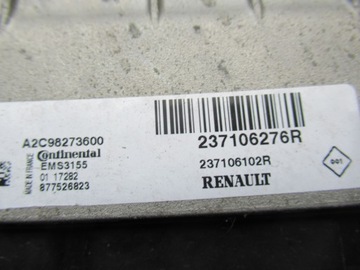 A2C98273600
Continental
EMS3155
01 17282
877526823
MADE IN FRANCE
237106276R
237106102R
RENAULT